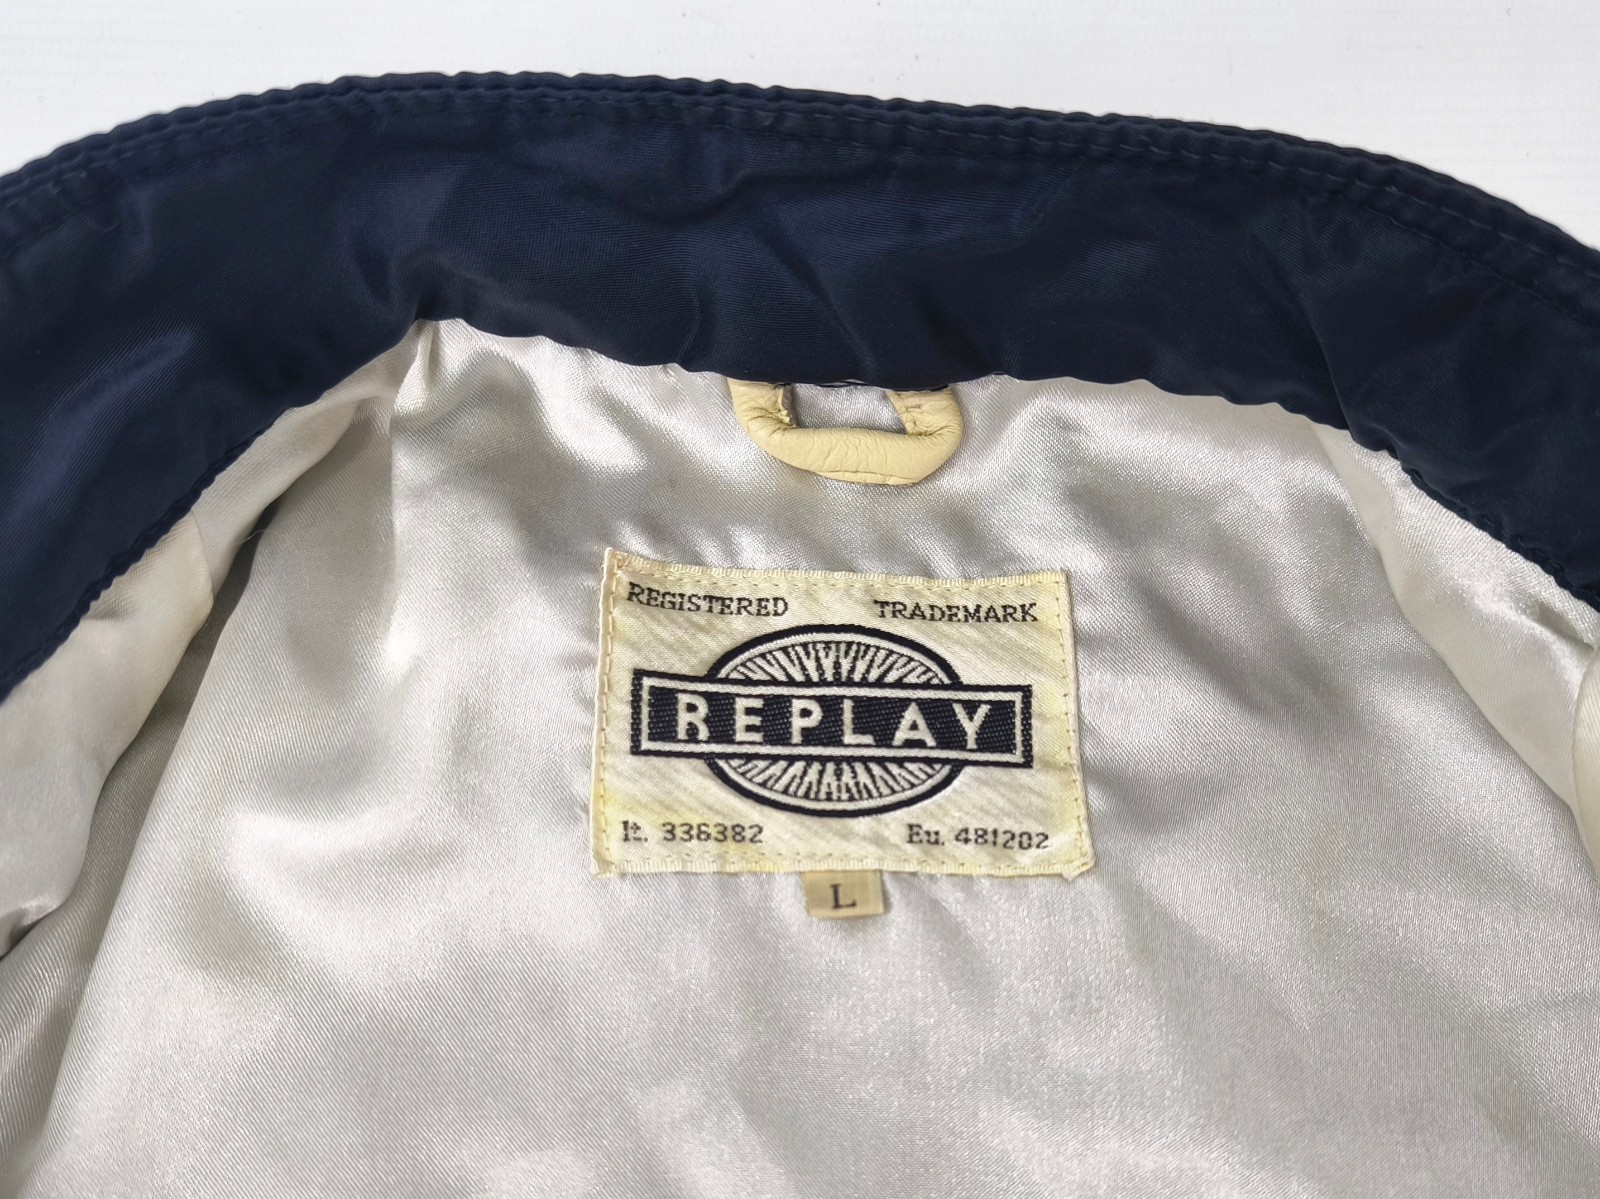 REGISTERED TRADEMARK
REPLAY
It. 336382 Eu. 481202
L